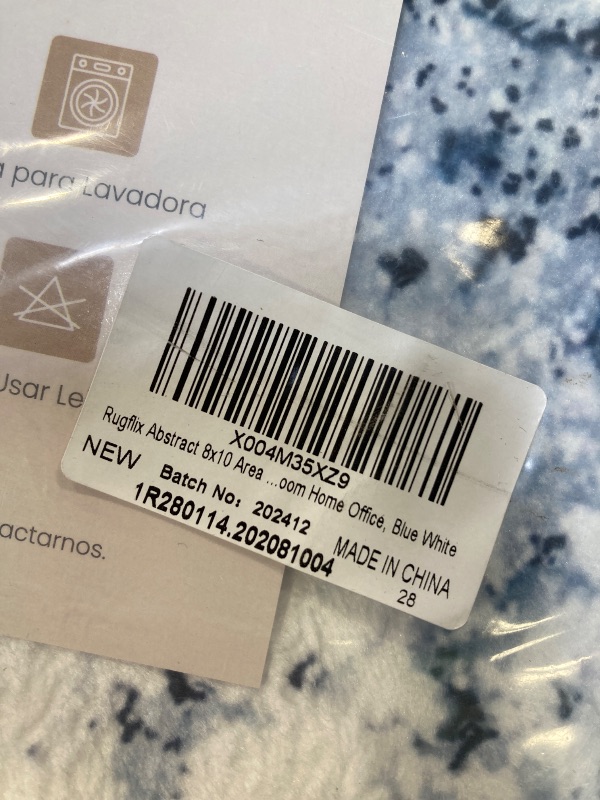 para Lavadora
Usar Le
actarnos.
X004M35XZ9
Rugflix Abstract 8x10 Area ...oom Home Office, Blue White
NEW
Batch No: 202412
1R280114.202081004
MADE IN CHINA
28